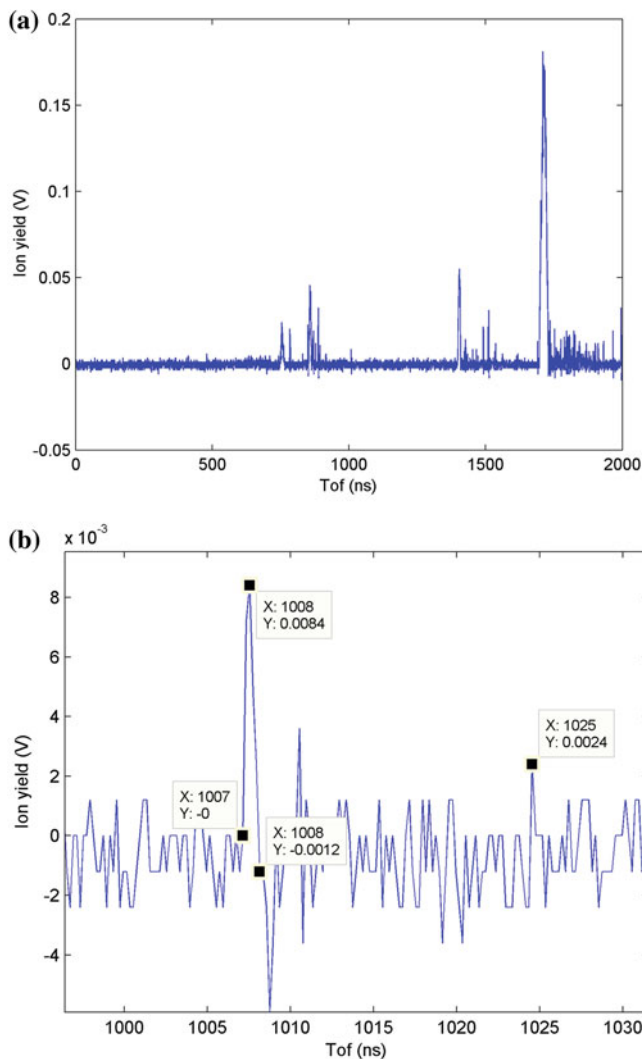 (a)
0.2
0.15
0.1
0.05
0
-0.05
Ion yield (V)
0 500 1000 1500 2000
Tof (ns)
(b)
x 10⁻³
8
6
4
2
0
-2
-4
Ion yield (V)
X: 1008
Y: 0.0084
X: 1025
Y: 0.0024
X: 1007
Y: -0
X: 1008
Y: -0.0012
1000 1005 1010 1015 1020 1025 1030
Tof (ns)